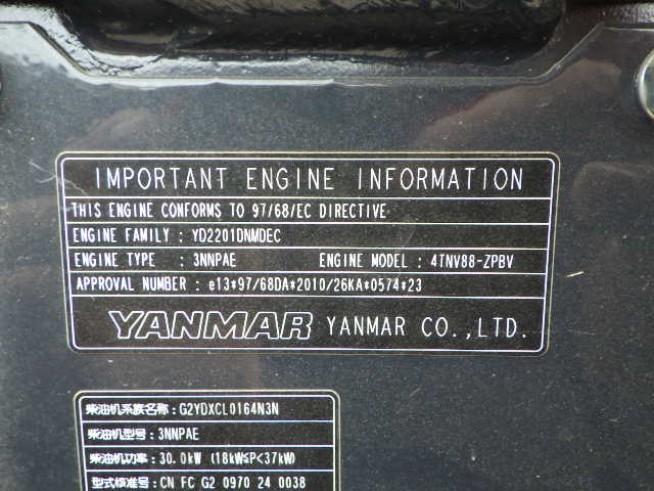 IMPORTANT ENGINE INFORMATION
THIS ENGINE CONFORMS TO 97/68/EC DIRECTIVE
ENGINE FAMILY : YD2201DNMDEC
ENGINE TYPE : 3NNPAE ENGINE MODEL : 4TNV88-ZPBV
APPROVAL NUMBER : e13*97/68DA*2010/26KA*0574*23
YANMAR YANMAR CO.,LTD.
柴油机系族名称:G2YDXCL0164N3N
柴油机型号:3NNPAE
柴油机功率:30.0kW (18kW≤P<37kW)
型式核准号:CN FC G2 0970 24 0038